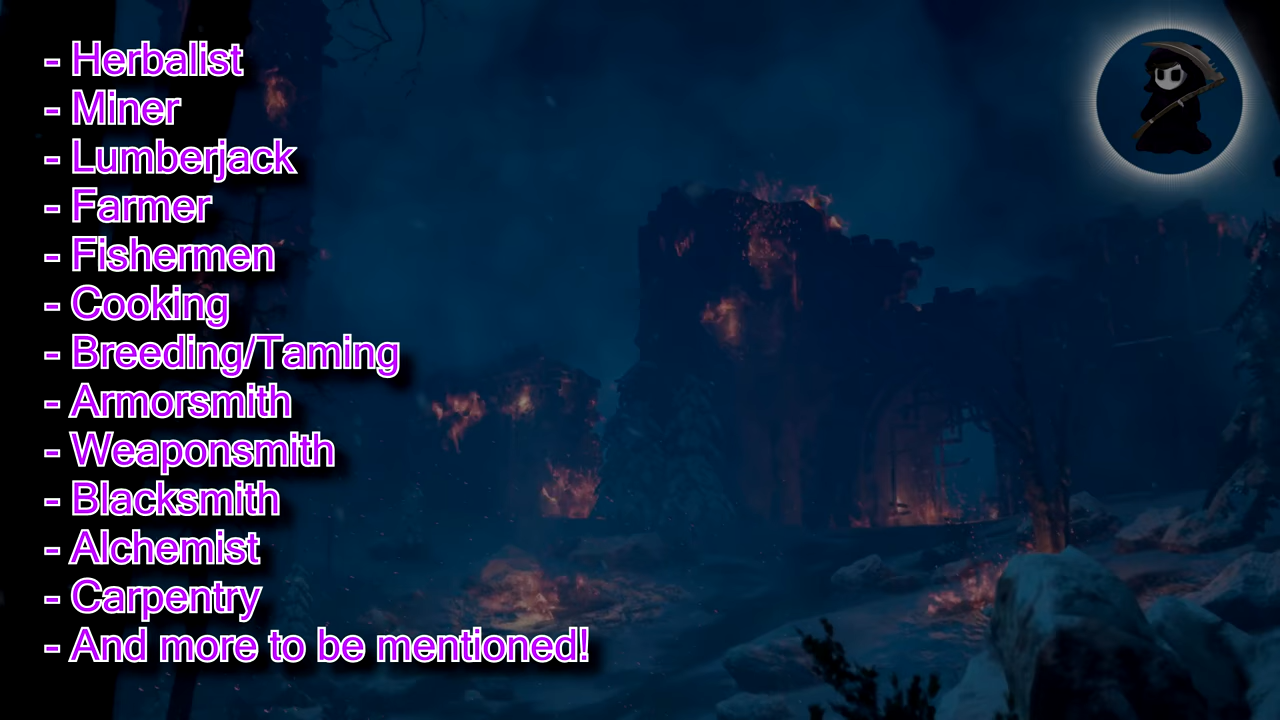 - Herbalist
- Miner
- Lumberjack
- Farmer
- Fishermen
- Cooking
- Breeding/Taming
- Armorsmith
- Weaponsmith
- Blacksmith
- Alchemist
- Carpentry
- And more to be mentioned!